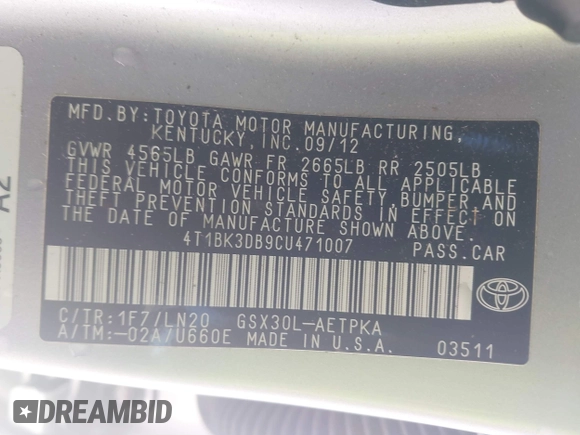 MFD.BY:TOYOTA MOTOR MANUFACTURING,
KENTUCKY, INC.09/12
GVWR 4565LB GAWR FR 2665LB RR 2505LB
THIS VEHICLE CONFORMS TO ALL APPLICABLE
FEDERAL MOTOR VEHICLE SAFETY, BUMPER, AND
THEFT PREVENTION STANDARDS IN EFFECT ON
THE DATE OF MANUFACTURE SHOWN ABOVE.
4T1BK3DB9CU471007
PASS.CAR
C/TR:1F7/LN20 GSX30L-AETPKA
A/TM:-02A/U660E MADE IN U.S.A.
03511
TOYOTA
A2
DREAMBID